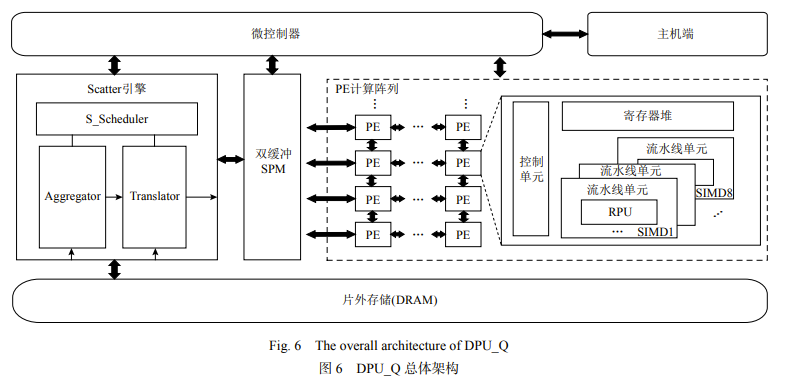 微控制器
主机端
Scatter引擎
S_Scheduler
Aggregator
Translator
双缓冲
SPM
PE计算阵列
⋮ ⋮
PE ··· PE
PE ··· PE
PE ··· PE
PE ··· PE
控制
单元
寄存器堆
流水线单元
流水线单元
流水线单元
SIMD8
RPU
··· SIMD1
片外存储(DRAM)
Fig. 6 The overall architecture of DPU_Q
图 6 DPU_Q 总体架构